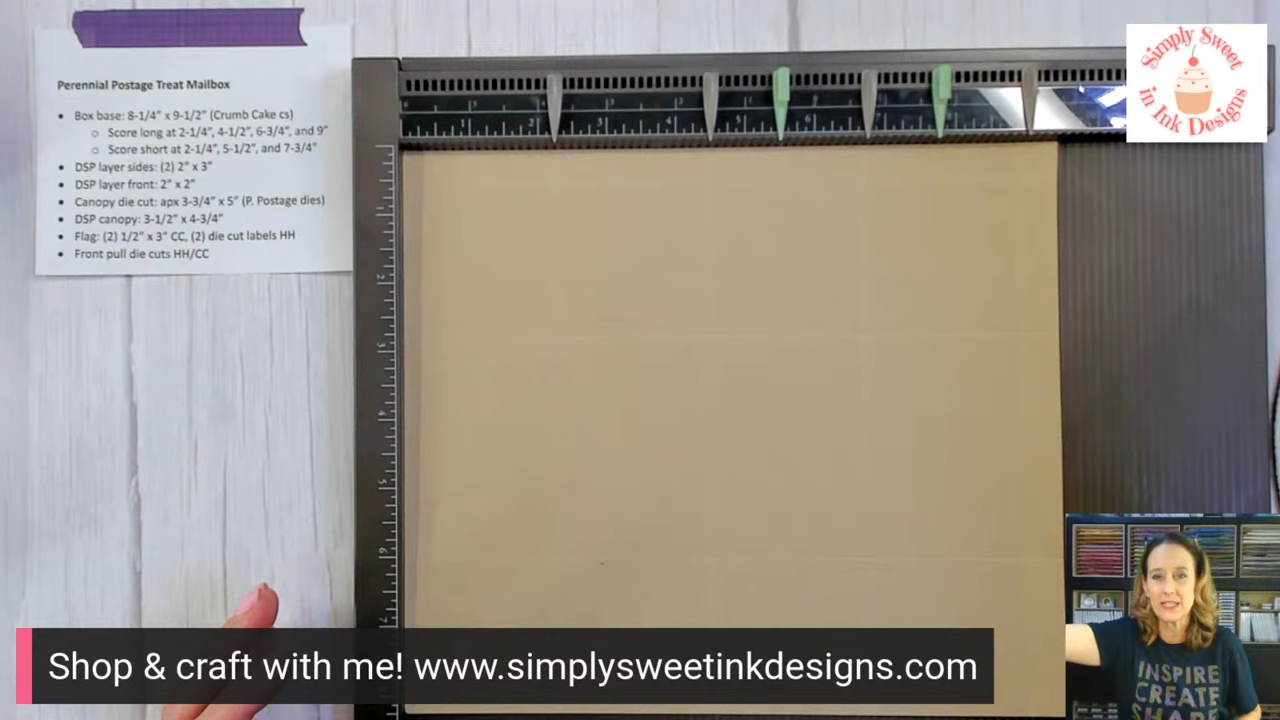 Perennial Postage Treat Mailbox
• Box base: 8-1/4" x 9-1/2" (Crumb Cake cs)
o Score long at 2-1/4", 4-1/2", 6-3/4", and 9"
o Score short at 2-1/4", 5-1/2", and 7-3/4"
• DSP layer sides: (2) 2" x 3"
• DSP layer front: 2" x 2"
• Canopy die cut: apx 3-3/4" x 5" (P. Postage dies)
• DSP canopy: 3-1/2" x 4-3/4"
• Flag: (2) 1/2" x 3" CC, (2) die cut labels HH
• Front pull die cuts HH/CC
Simply Sweet
in Ink Designs
Shop & craft with me! www.simplysweetinkdesigns.com
INSPIRE
CREATE
SHARE